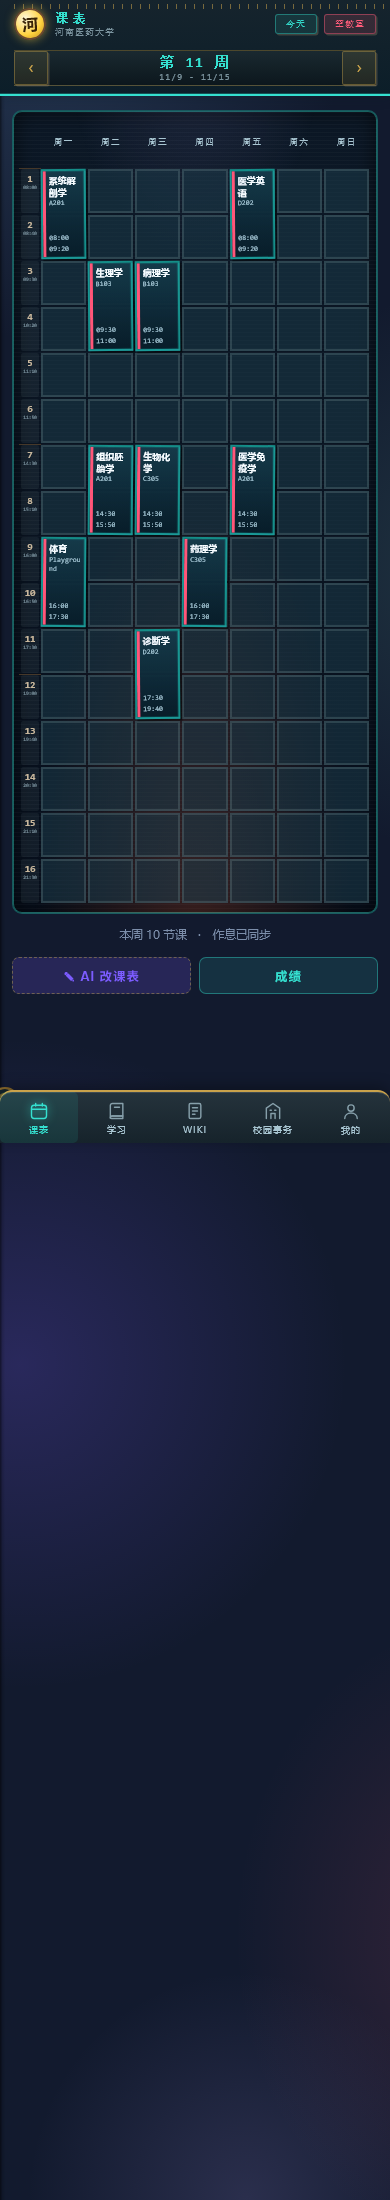 河
课表
河南医药大学
今天
空教室
‹
第 11 周
11/9 - 11/15
›
周一 周二 周三 周四 周五 周六 周日
1
08:00
系统解剖学
A201
08:00
09:20
医学英语
D202
08:00
09:20
2
3
生理学
B103
09:30
11:00
病理学
B103
09:30
11:00
4
5
6
7
14:30
组织胚胎学
A201
14:30
15:50
生物化学
C305
14:30
15:50
医学免疫学
A201
14:30
15:50
8
9
16:00
体育
Playground
16:00
17:30
药理学
C305
16:00
17:30
10
11
17:30
诊断学
D202
17:30
19:40
12
13
14
15
16
本周 10 节课 · 作息已同步
AI 改课表
成绩
课表
学习
WIKI
校园事务
我的